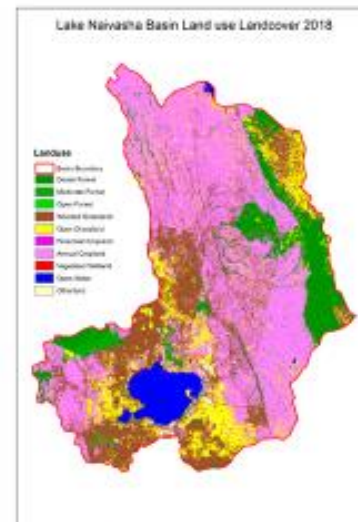 Lake Naivasha Basin Land use Landcover 2018
Landuse
Basin Boundary
Dense Forest
Moderate Forest
Open Forest
Wooded Grassland
Open Grassland
Perennial Cropland
Annual Cropland
Vegetated Wetland
Open Water
Otherland